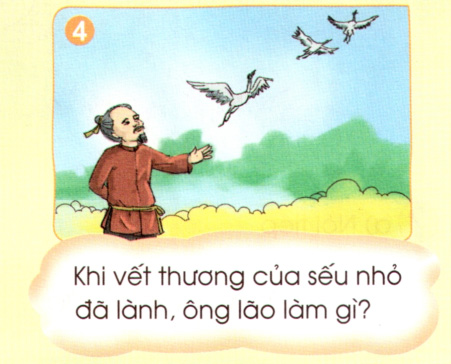 4
Khi vết thương của sếu nhỏ
đã lành, ông lão làm gì?